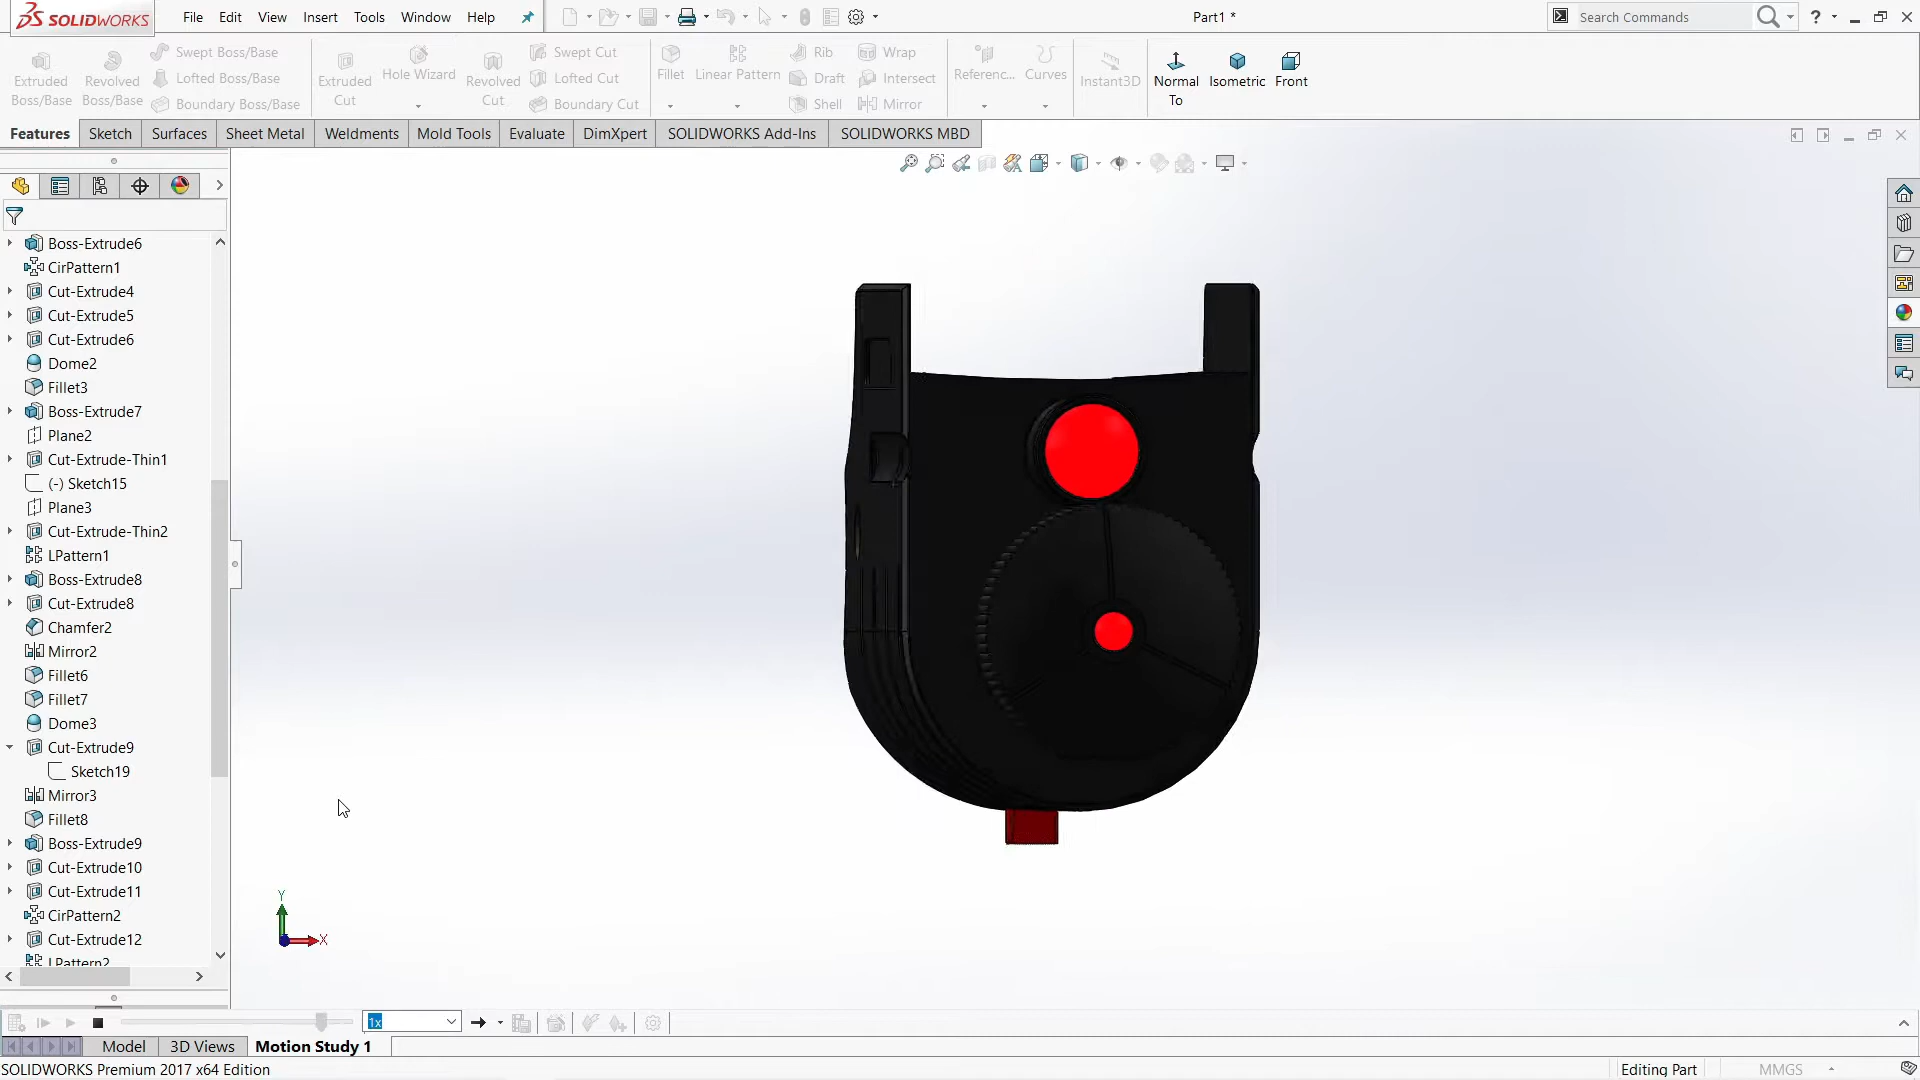 SOLIDWORKS
File Edit View Insert Tools Window Help
Part1 *
Search Commands
?
Extruded Boss/Base
Revolved Boss/Base
Swept Boss/Base
Lofted Boss/Base
Boundary Boss/Base
Extruded Cut
Hole Wizard
Revolved Cut
Swept Cut
Lofted Cut
Boundary Cut
Fillet
Linear Pattern
Rib
Draft
Shell
Wrap
Intersect
Mirror
Referenc...
Curves
Instant3D
Normal To
Isometric
Front
Features
Sketch
Surfaces
Sheet Metal
Weldments
Mold Tools
Evaluate
DimXpert
SOLIDWORKS Add-Ins
SOLIDWORKS MBD
Boss-Extrude6
CirPattern1
Cut-Extrude4
Cut-Extrude5
Cut-Extrude6
Dome2
Fillet3
Boss-Extrude7
Plane2
Cut-Extrude-Thin1
(-) Sketch15
Plane3
Cut-Extrude-Thin2
LPattern1
Boss-Extrude8
Cut-Extrude8
Chamfer2
Mirror2
Fillet6
Fillet7
Dome3
Cut-Extrude9
Sketch19
Mirror3
Fillet8
Boss-Extrude9
Cut-Extrude10
Cut-Extrude11
CirPattern2
Cut-Extrude12
LPattern2
Y
X
1x
Model
3D Views
Motion Study 1
SOLIDWORKS Premium 2017 x64 Edition
Editing Part
MMGS